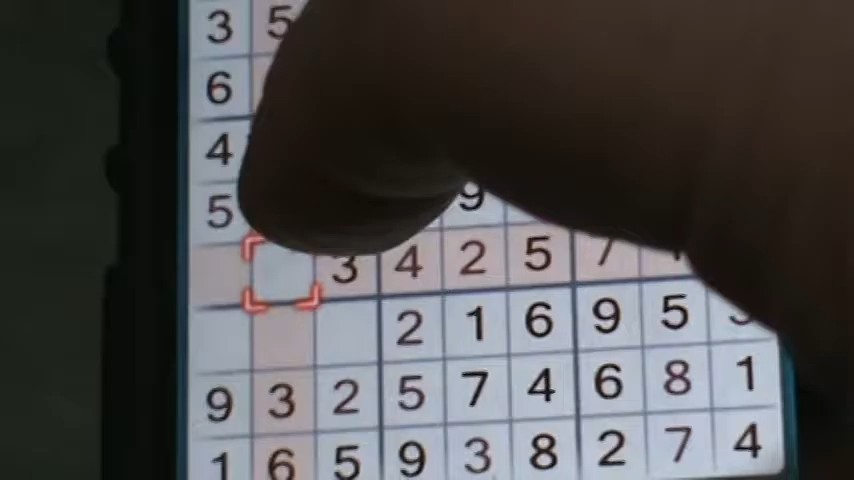 3 5
6
4
5 9
3 4 2 5 7
2 1 6 9 5
9 3 2 5 7 4 6 8 1
1 6 5 9 3 8 2 7 4